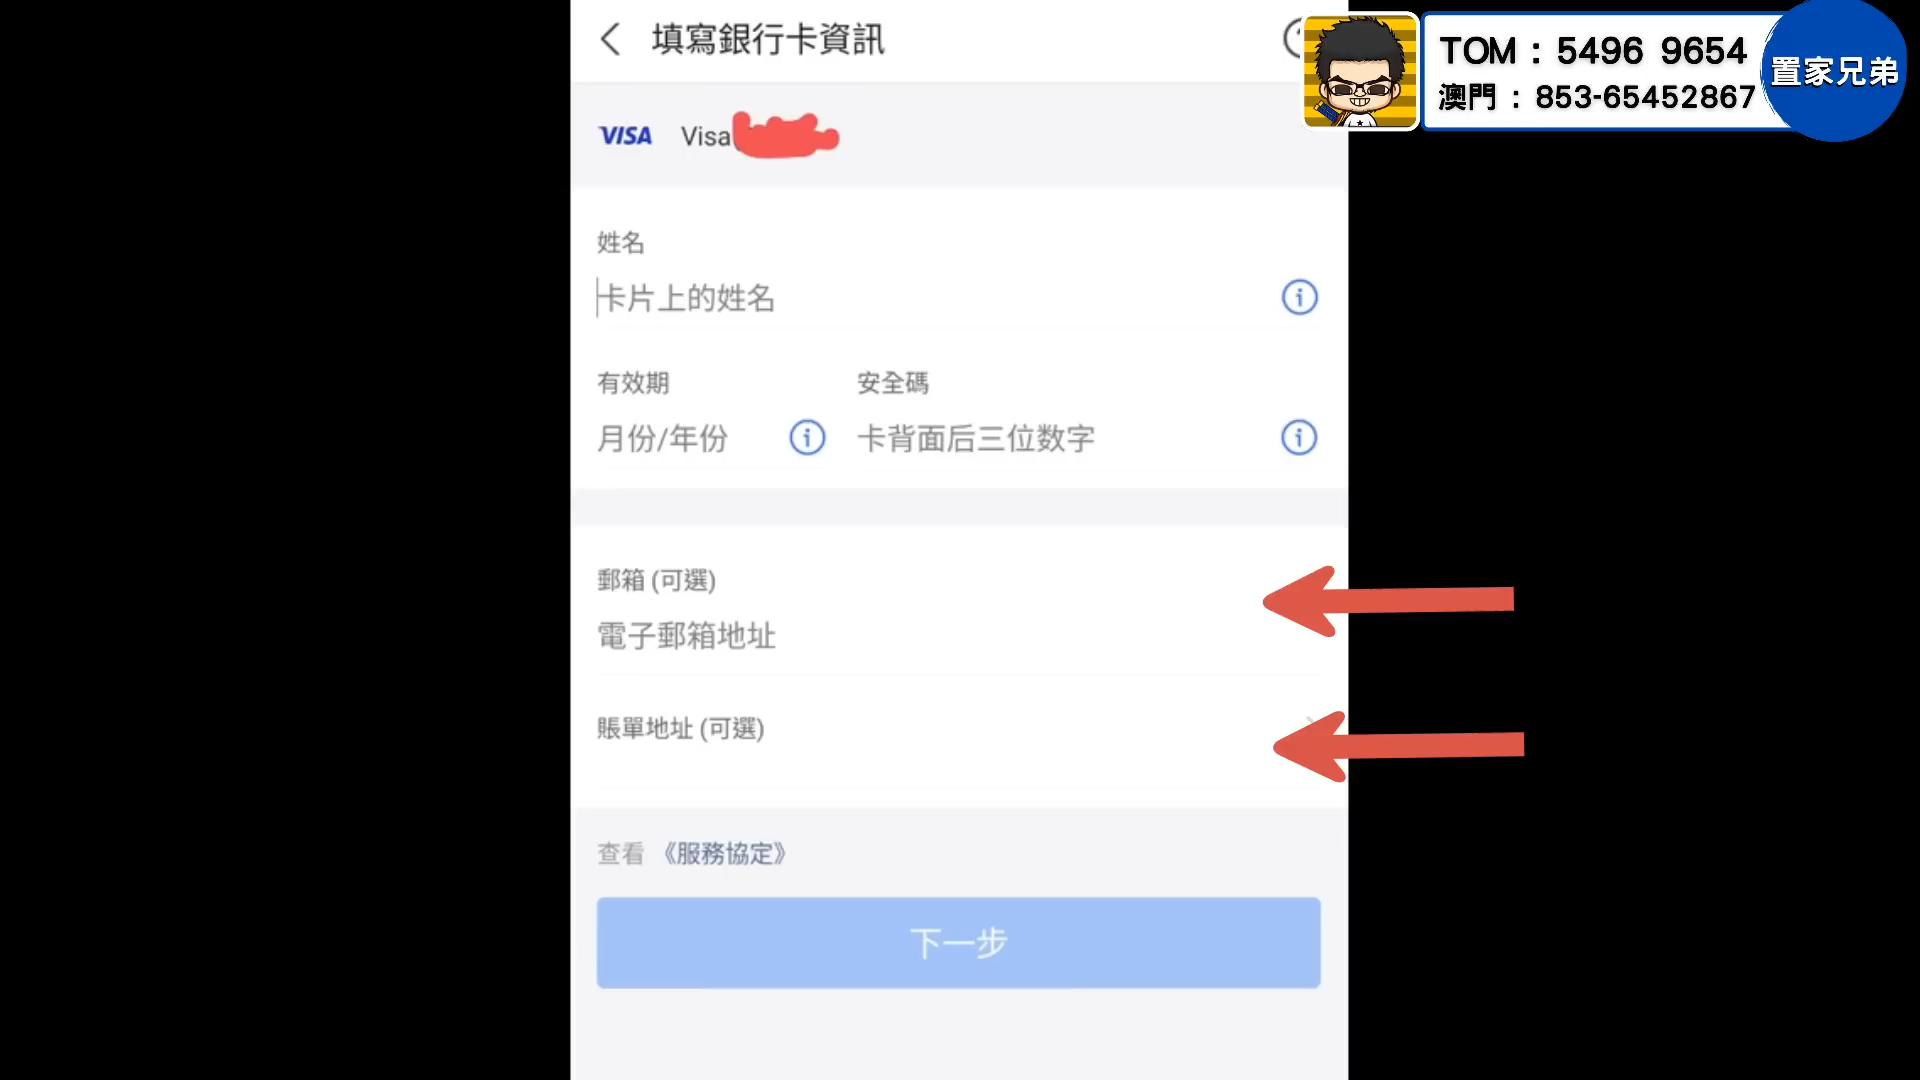 填寫銀行卡資訊
TOM : 5496 9654
澳門 : 853-65452867
置家兄弟
VISA Visa
姓名
卡片上的姓名
有效期 安全碼
月份/年份 卡背面后三位数字
郵箱 (可選)
電子郵箱地址
賬單地址 (可選)
查看 《服務協定》
下一步